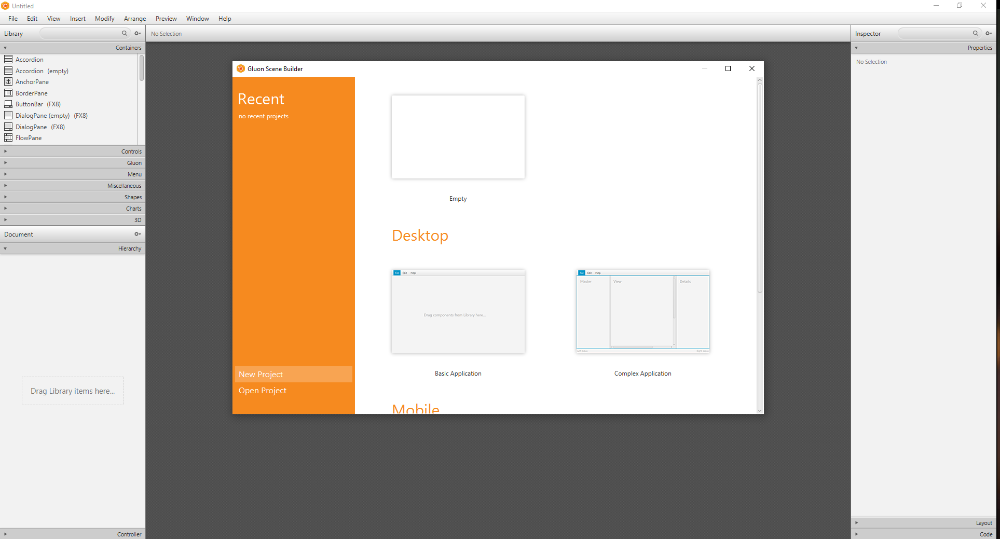 Untitled
File Edit View Insert Modify Arrange Preview Window Help
Library
No Selection
Inspector
Containers
Properties
Accordion
Accordion (empty)
AnchorPane
BorderPane
ButtonBar (FX8)
DialogPane (empty) (FX8)
DialogPane (FX8)
FlowPane
Controls
Gluon
Menu
Miscellaneous
Shapes
Charts
3D
Document
Hierarchy
Drag Library items here...
Controller
Gluon Scene Builder
Recent
no recent projects
New Project
Open Project
Empty
Desktop
File Edit Help
Drag components from Library here...
Basic Application
File Edit Help
Master View Details
Left status Right status
Complex Application
Mobile
No Selection
Layout
Code